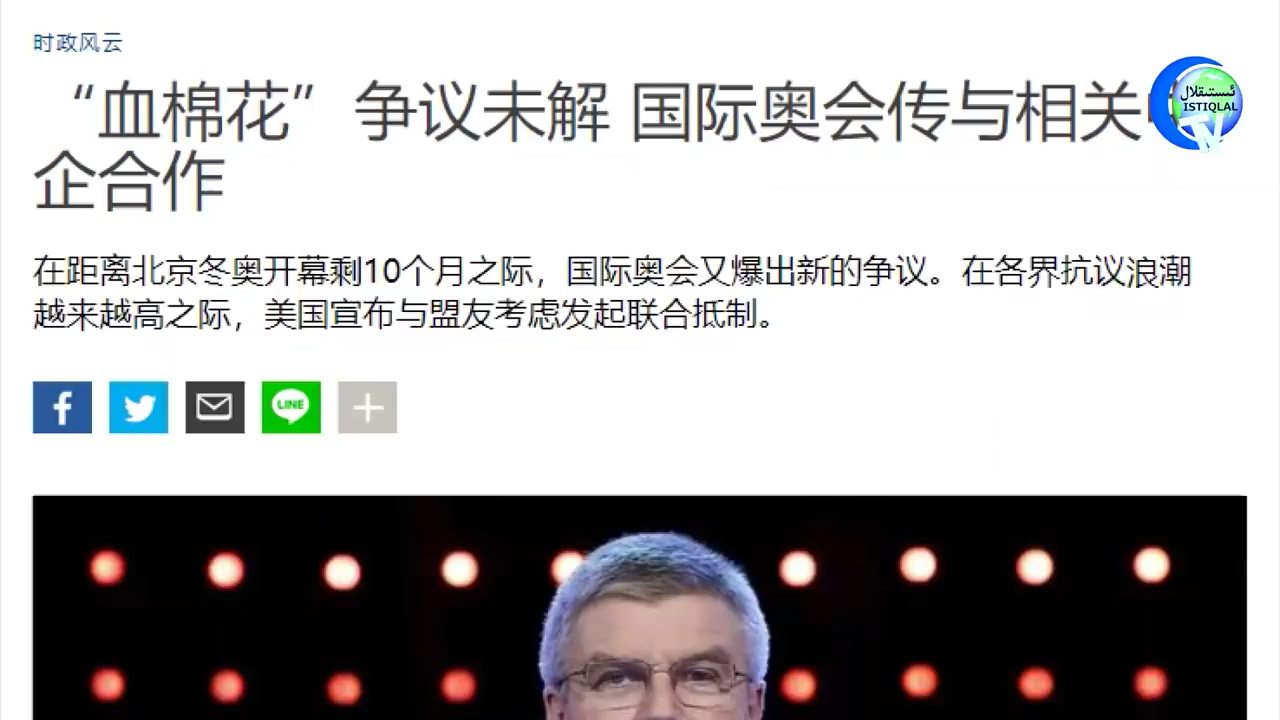 时政风云
“血棉花”争议未解 国际奥会传与相关
企合作
在距离北京冬奥开幕剩10个月之际，国际奥会又爆出新的争议。在各界抗议浪潮
越来越高之际，美国宣布与盟友考虑发起联合抵制。
LINE
ئىستىقلال
ISTIQLAL
TV